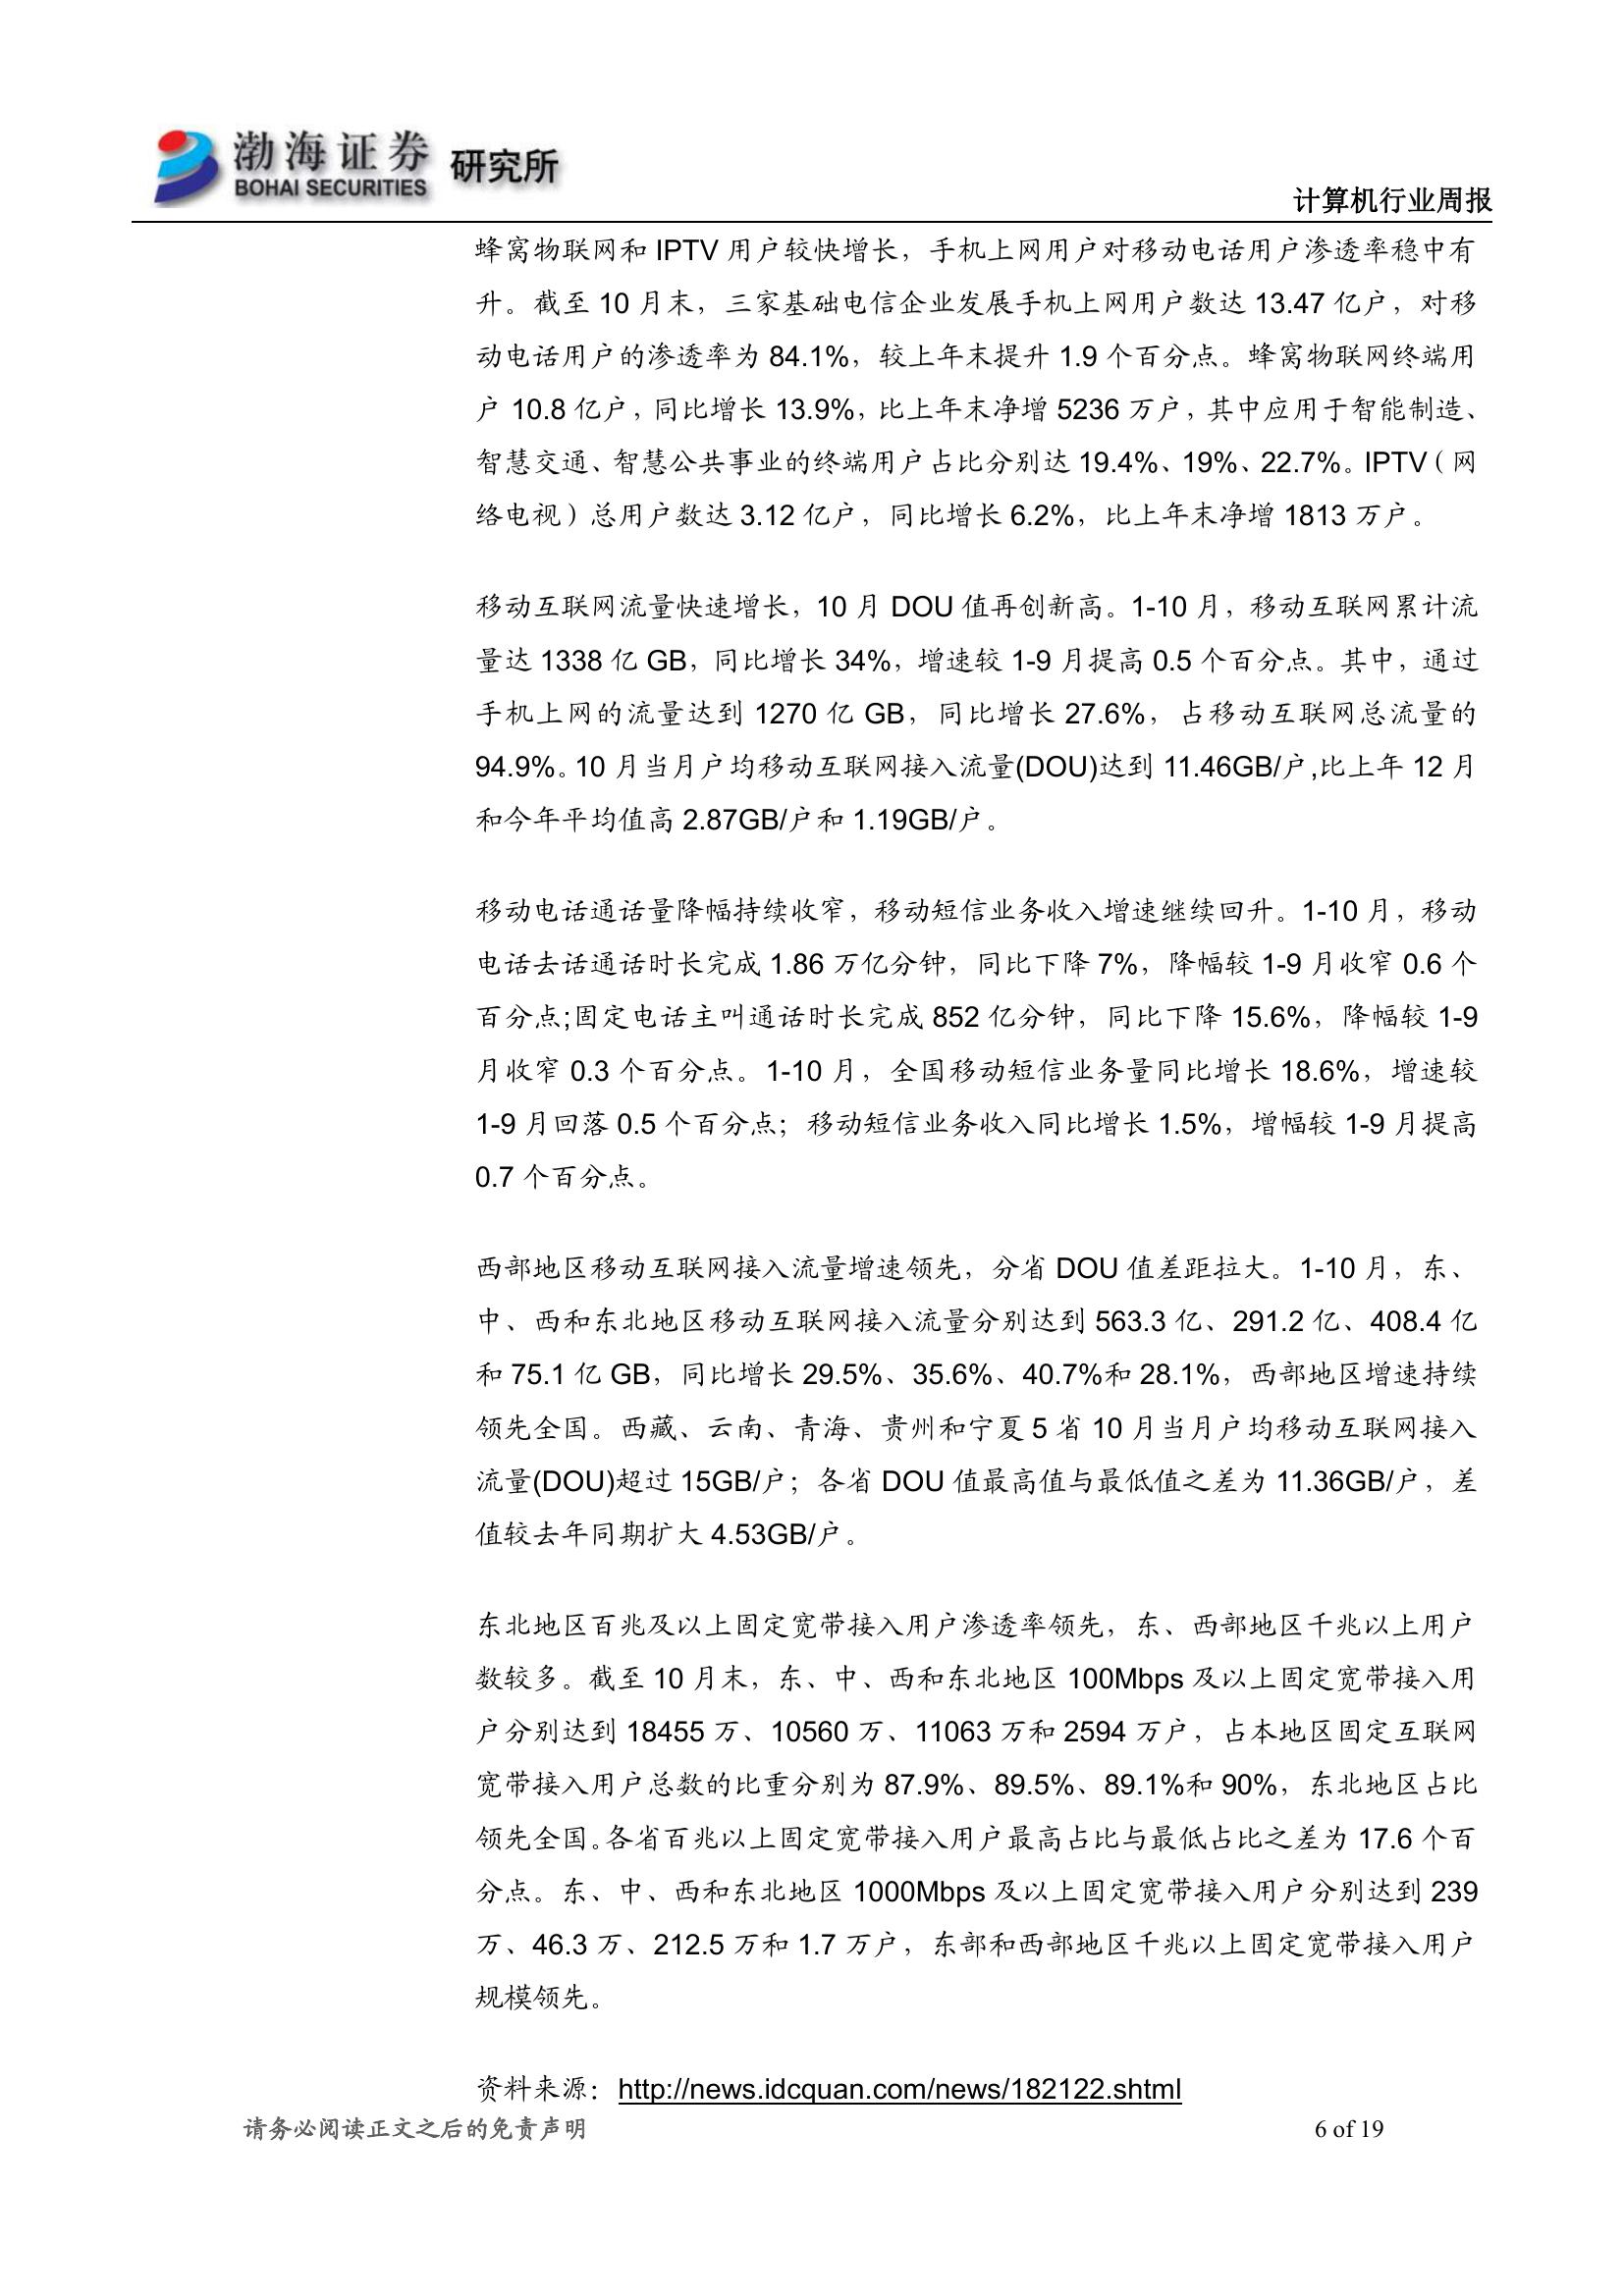 渤海证券 研究所
BOHAI SECURITIES
计算机行业周报
蜂窝物联网和 IPTV 用户较快增长，手机上网用户对移动电话用户渗透率稳中有
升。截至 10 月末，三家基础电信企业发展手机上网用户数达 13.47 亿户，对移
动电话用户的渗透率为 84.1%，较上年末提升 1.9 个百分点。蜂窝物联网终端用
户 10.8 亿户，同比增长 13.9%，比上年末净增 5236 万户，其中应用于智能制造、
智慧交通、智慧公共事业的终端用户占比分别达 19.4%、19%、22.7%。IPTV（网
络电视）总用户数达 3.12 亿户，同比增长 6.2%，比上年末净增 1813 万户。
移动互联网流量快速增长，10 月 DOU 值再创新高。1-10 月，移动互联网累计流
量达 1338 亿 GB，同比增长 34%，增速较 1-9 月提高 0.5 个百分点。其中，通过
手机上网的流量达到 1270 亿 GB，同比增长 27.6%，占移动互联网总流量的
94.9%。10 月当月户均移动互联网接入流量(DOU)达到 11.46GB/户,比上年 12 月
和今年平均值高 2.87GB/户和 1.19GB/户。
移动电话通话量降幅持续收窄，移动短信业务收入增速继续回升。1-10 月，移动
电话去话通话时长完成 1.86 万亿分钟，同比下降 7%，降幅较 1-9 月收窄 0.6 个
百分点;固定电话主叫通话时长完成 852 亿分钟，同比下降 15.6%，降幅较 1-9
月收窄 0.3 个百分点。1-10 月，全国移动短信业务量同比增长 18.6%，增速较
1-9 月回落 0.5 个百分点；移动短信业务收入同比增长 1.5%，增幅较 1-9 月提高
0.7 个百分点。
西部地区移动互联网接入流量增速领先，分省 DOU 值差距拉大。1-10 月，东、
中、西和东北地区移动互联网接入流量分别达到 563.3 亿、291.2 亿、408.4 亿
和 75.1 亿 GB，同比增长 29.5%、35.6%、40.7%和 28.1%，西部地区增速持续
领先全国。西藏、云南、青海、贵州和宁夏 5 省 10 月当月户均移动互联网接入
流量(DOU)超过 15GB/户；各省 DOU 值最高值与最低值之差为 11.36GB/户，差
值较去年同期扩大 4.53GB/户。
东北地区百兆及以上固定宽带接入用户渗透率领先，东、西部地区千兆以上用户
数较多。截至 10 月末，东、中、西和东北地区 100Mbps 及以上固定宽带接入用
户分别达到 18455 万、10560 万、11063 万和 2594 万户，占本地区固定互联网
宽带接入用户总数的比重分别为 87.9%、89.5%、89.1%和 90%，东北地区占比
领先全国。各省百兆以上固定宽带接入用户最高占比与最低占比之差为 17.6 个百
分点。东、中、西和东北地区 1000Mbps 及以上固定宽带接入用户分别达到 239
万、46.3 万、212.5 万和 1.7 万户，东部和西部地区千兆以上固定宽带接入用户
规模领先。
资料来源：http://news.idcquan.com/news/182122.shtml
请务必阅读正文之后的免责声明
6 of 19